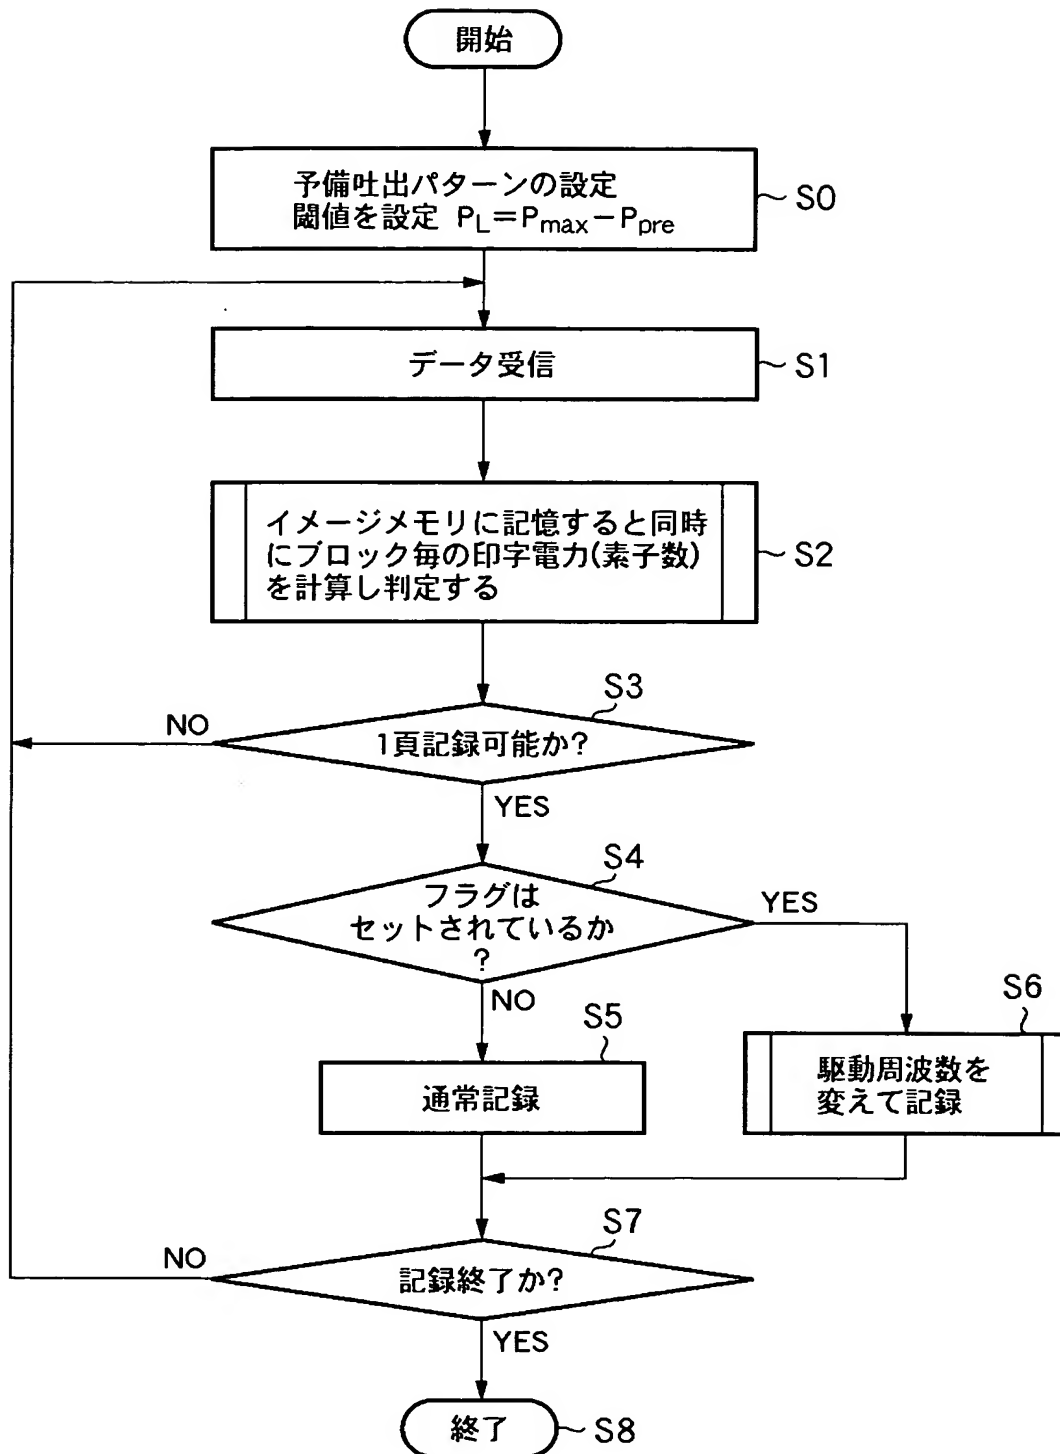 開始
予備吐出パターンの設定
閾値を設定 PL=Pmax−Ppre
S0
データ受信
S1
イメージメモリに記憶すると同時
にブロック毎の印字電力(素子数)
を計算し判定する
S2
S3
1頁記録可能か?
NO
YES
S4
フラグは
セットされているか
?
YES
NO
S5
通常記録
S6
駆動周波数を
変えて記録
S7
記録終了か?
NO
YES
終了
S8